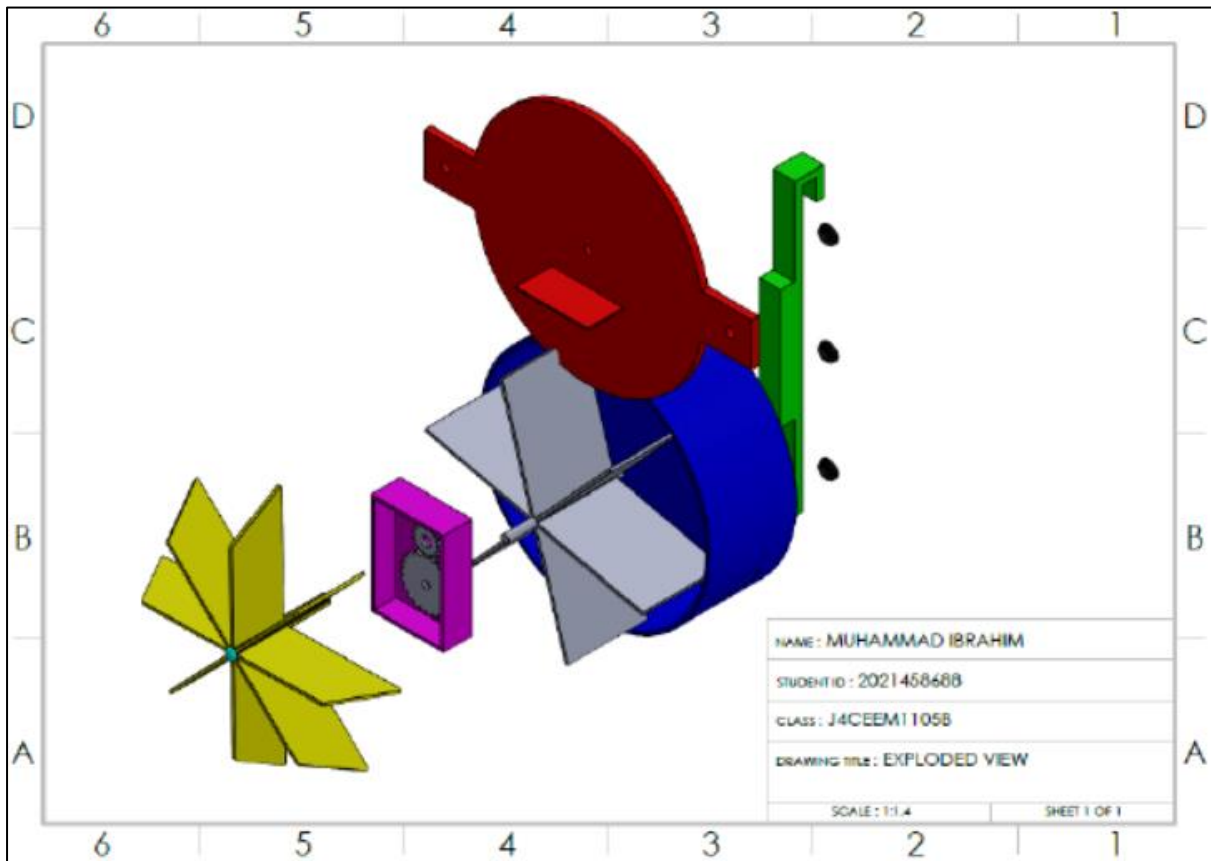 6 5 4 3 2 1
D D
C C
B B
A A
NAME : MUHAMMAD IBRAHIM
STUDENT ID : 2021458688
CLASS : J4CEEM1105B
DRAWING TITLE : EXPLODED VIEW
SCALE : 1:1.4 SHEET 1 OF 1
6 5 4 3 2 1